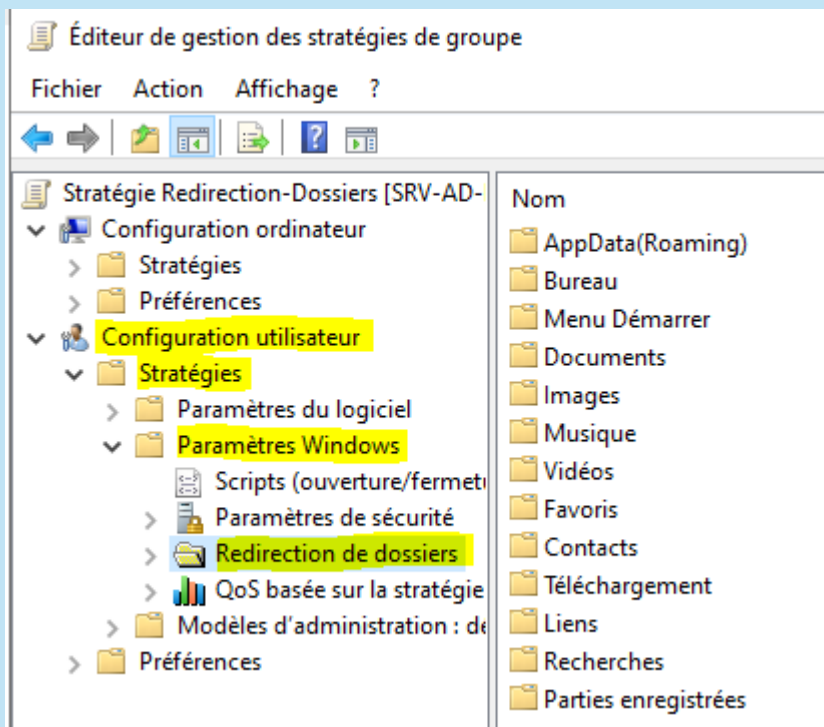 Éditeur de gestion des stratégies de groupe
Fichier Action Affichage ?
Stratégie Redirection-Dossiers [SRV-AD-
Configuration ordinateur
Stratégies
Préférences
Configuration utilisateur
Stratégies
Paramètres du logiciel
Paramètres Windows
Scripts (ouverture/fermetu
Paramètres de sécurité
Redirection de dossiers
QoS basée sur la stratégie
Modèles d'administration : de
Préférences
Nom
AppData(Roaming)
Bureau
Menu Démarrer
Documents
Images
Musique
Vidéos
Favoris
Contacts
Téléchargement
Liens
Recherches
Parties enregistrées